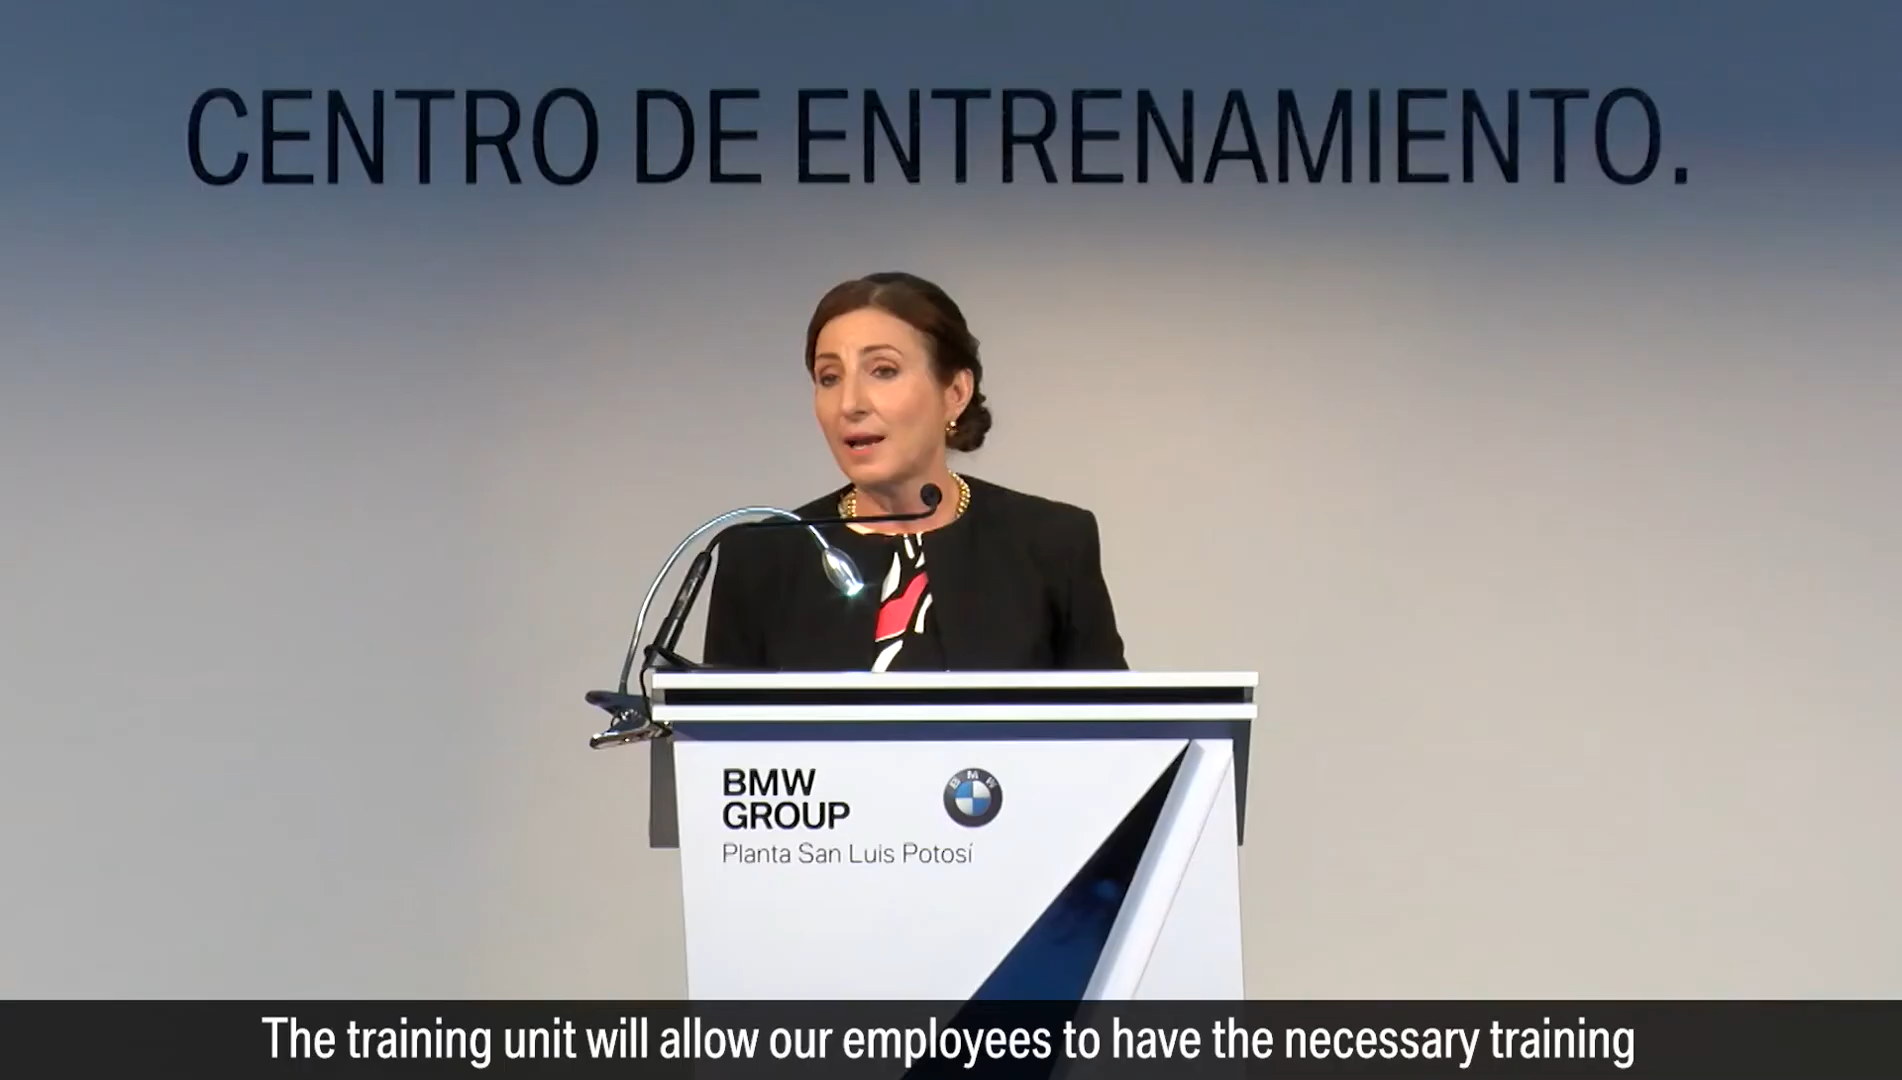 CENTRO DE ENTRENAMIENTO.
BMW
GROUP
BMW
Planta San Luis Potosí
The training unit will allow our employees to have the necessary training